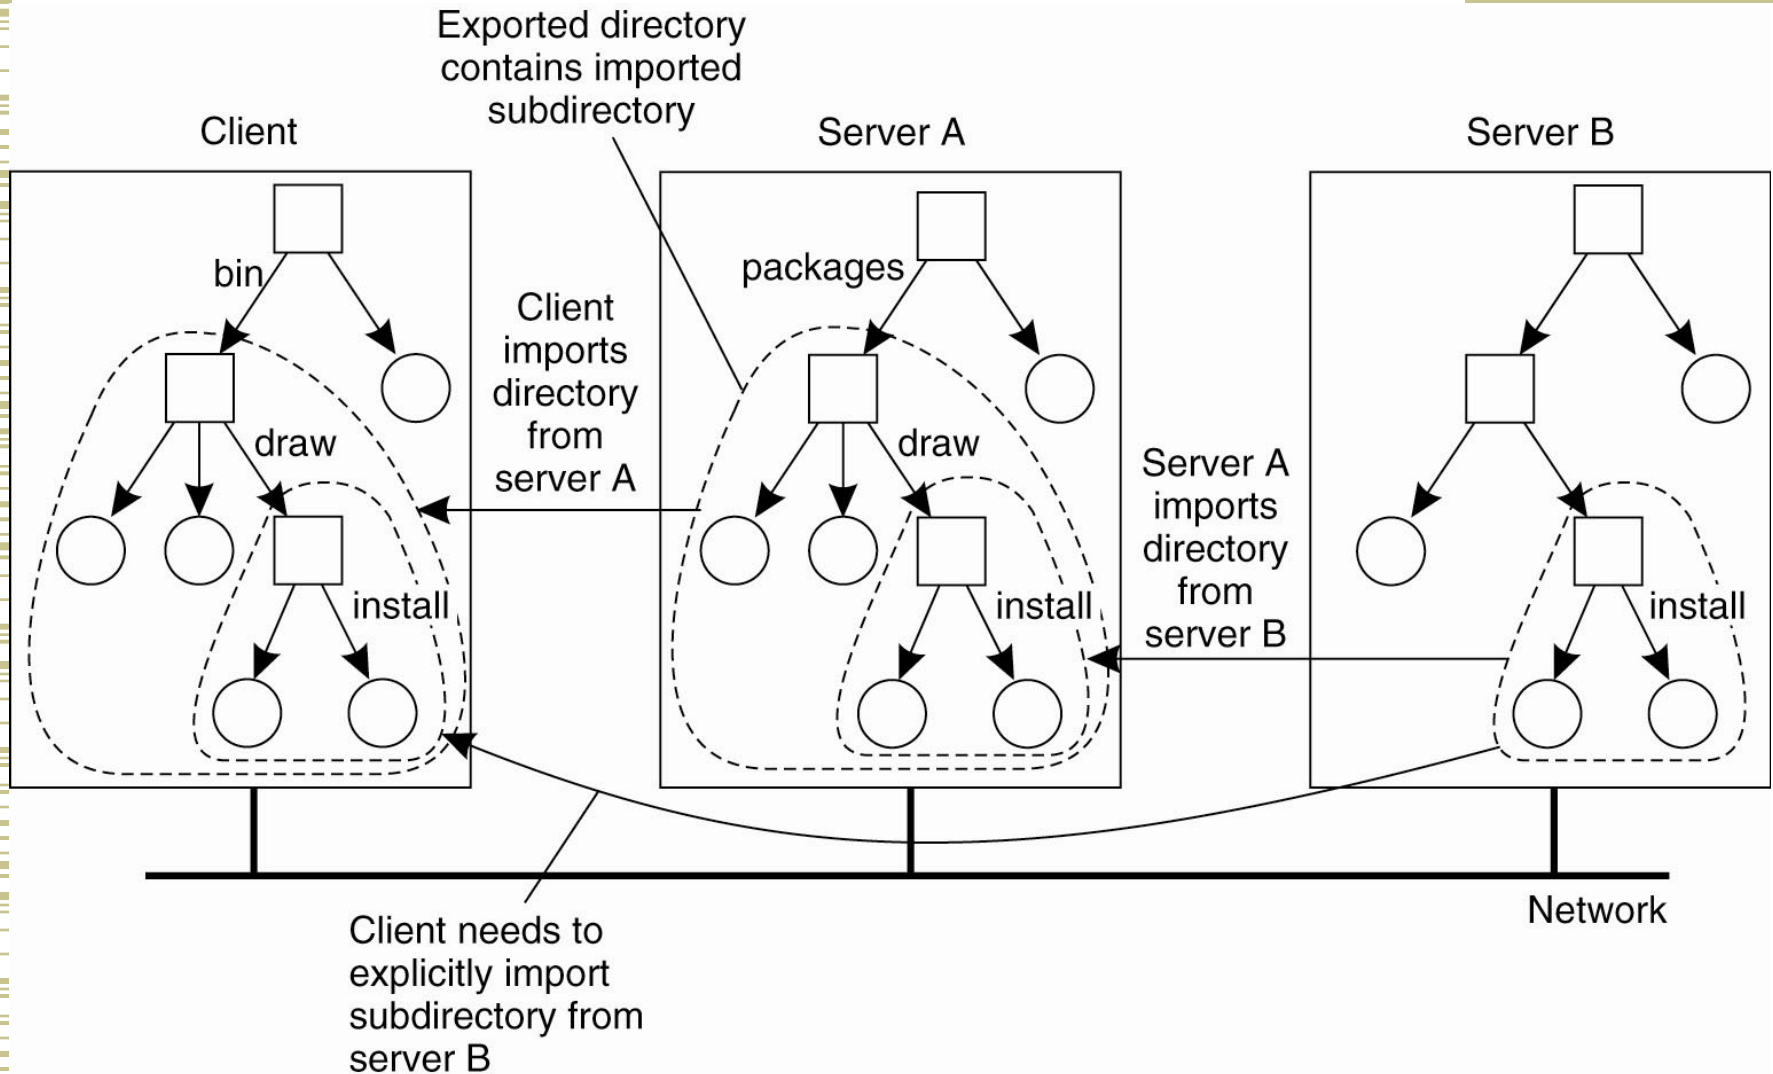 Exported directory
contains imported
subdirectory
Client
Server A
Server B
bin
packages
Client
imports
directory
from
server A
draw
draw
Server A
imports
directory
from
server B
install
install
install
Network
Client needs to
explicitly import
subdirectory from
server B